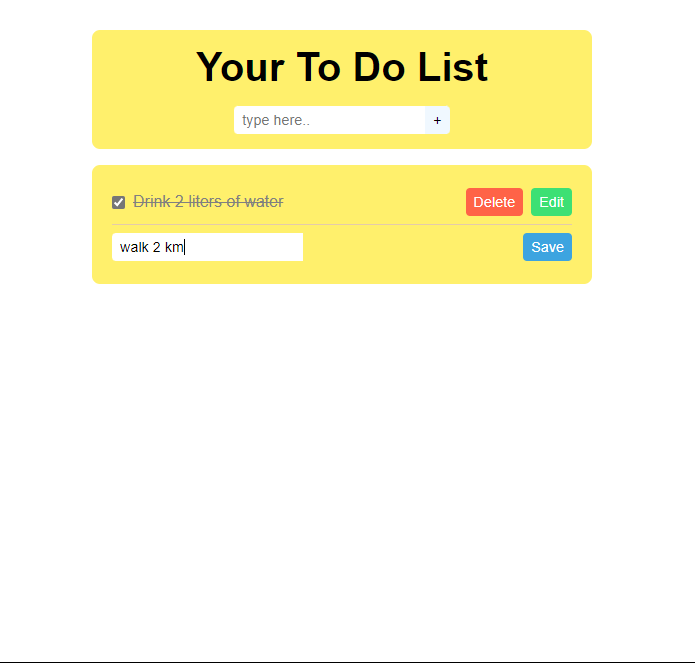 Your To Do List
type here.. +
Drink 2 liters of water Delete Edit
walk 2 km Save